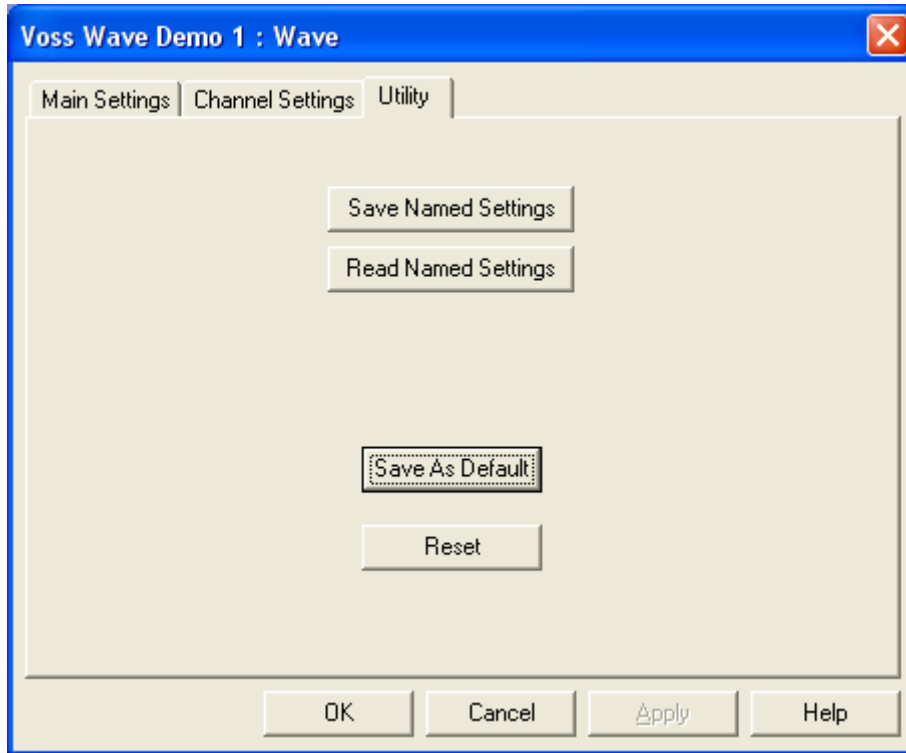 Voss Wave Demo 1 : Wave
Main Settings Channel Settings Utility
Save Named Settings
Read Named Settings
Save As Default
Reset
OK Cancel Apply Help